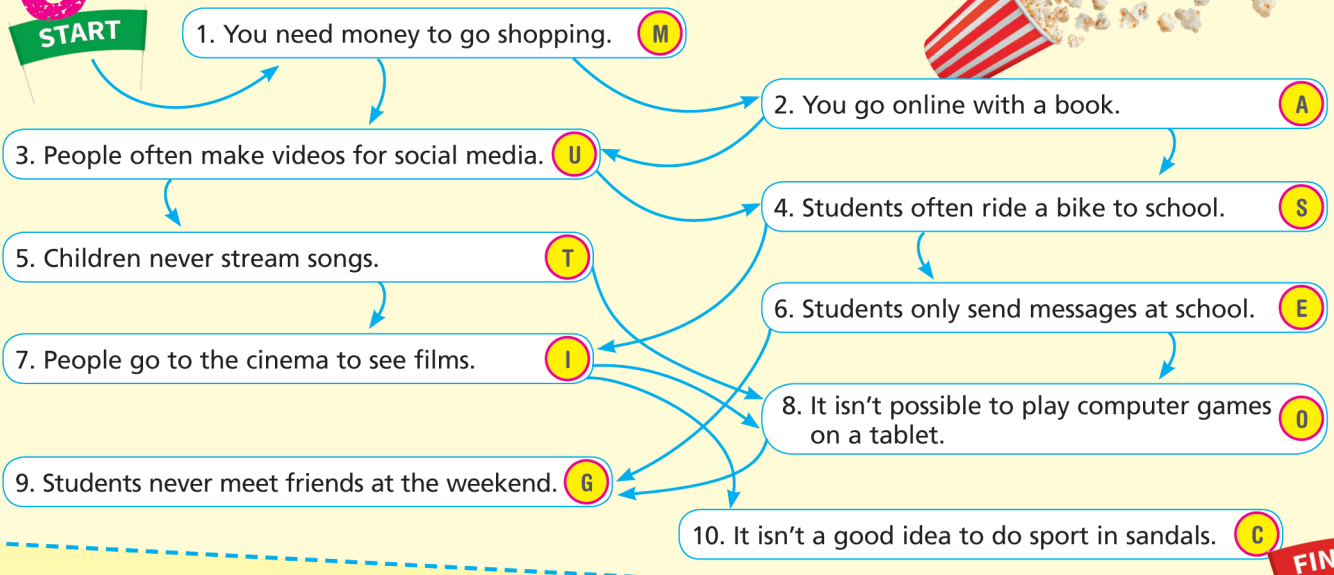 START
1. You need money to go shopping. M
2. You go online with a book. A
3. People often make videos for social media. U
4. Students often ride a bike to school. S
5. Children never stream songs. T
6. Students only send messages at school. E
7. People go to the cinema to see films. I
8. It isn't possible to play computer games O
on a tablet.
9. Students never meet friends at the weekend. G
10. It isn't a good idea to do sport in sandals. C
FIN